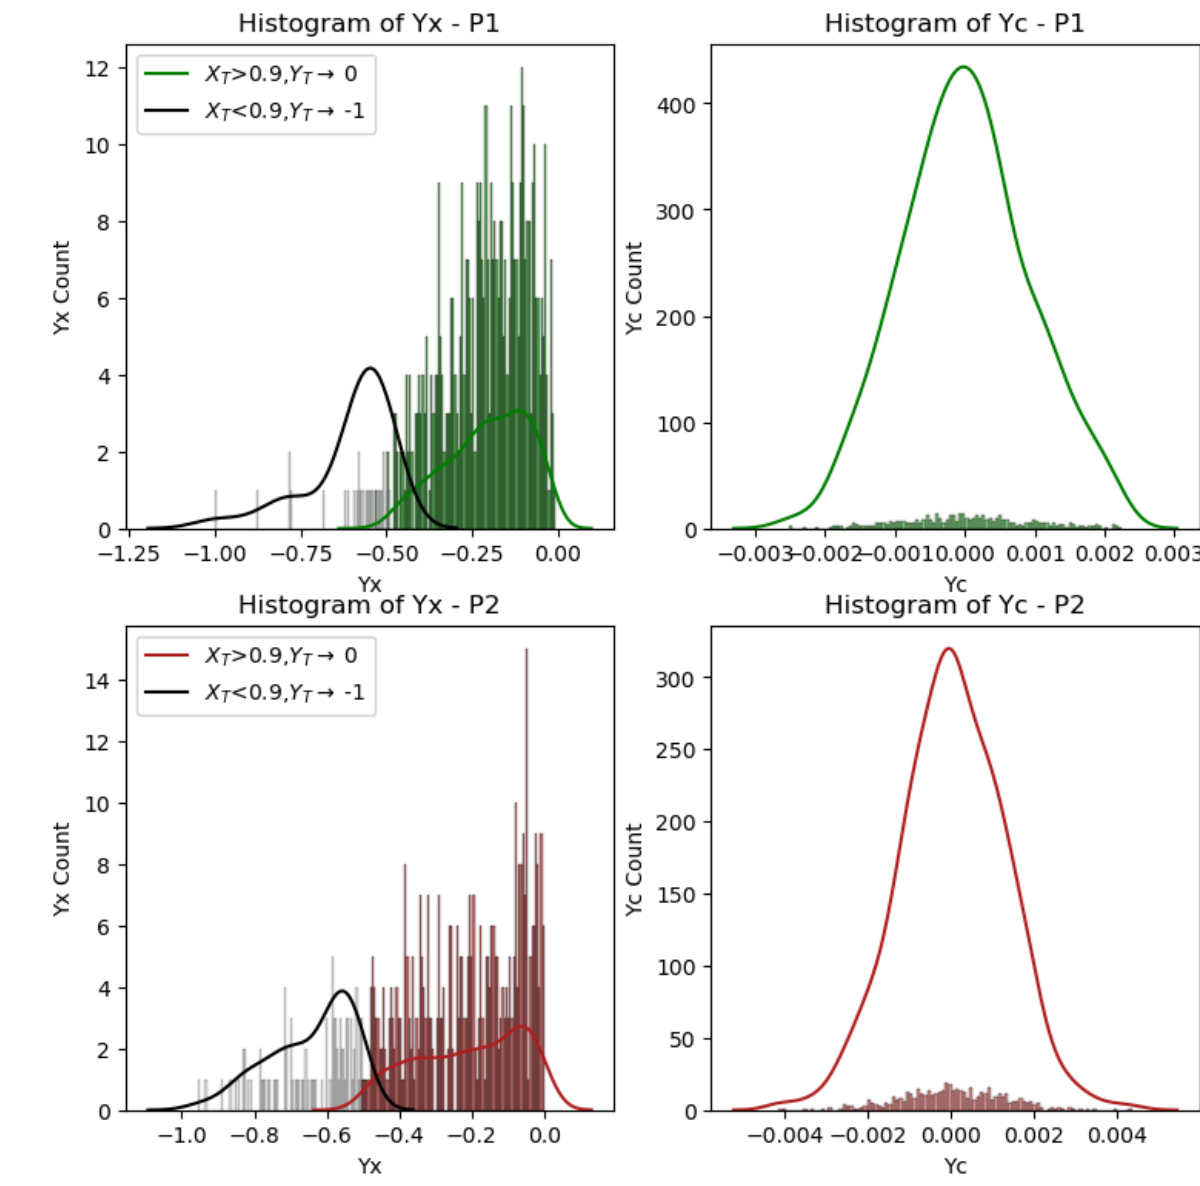 Histogram of Yx - P1
12
10
8
6
4
2
0
Yx Count
X_T>0.9,Y_T→ 0
X_T<0.9,Y_T→ -1
−1.25 −1.00 −0.75 −0.50 −0.25 0.00
Yx
Histogram of Yc - P1
400
300
200
100
0
Yc Count
−0.003 −0.002 −0.001 0.000 0.001 0.002 0.003
Yc
Histogram of Yx - P2
14
12
10
8
6
4
2
0
Yx Count
X_T>0.9,Y_T→ 0
X_T<0.9,Y_T→ -1
−1.0 −0.8 −0.6 −0.4 −0.2 0.0
Yx
Histogram of Yc - P2
300
250
200
150
100
50
0
Yc Count
−0.004 −0.002 0.000 0.002 0.004
Yc